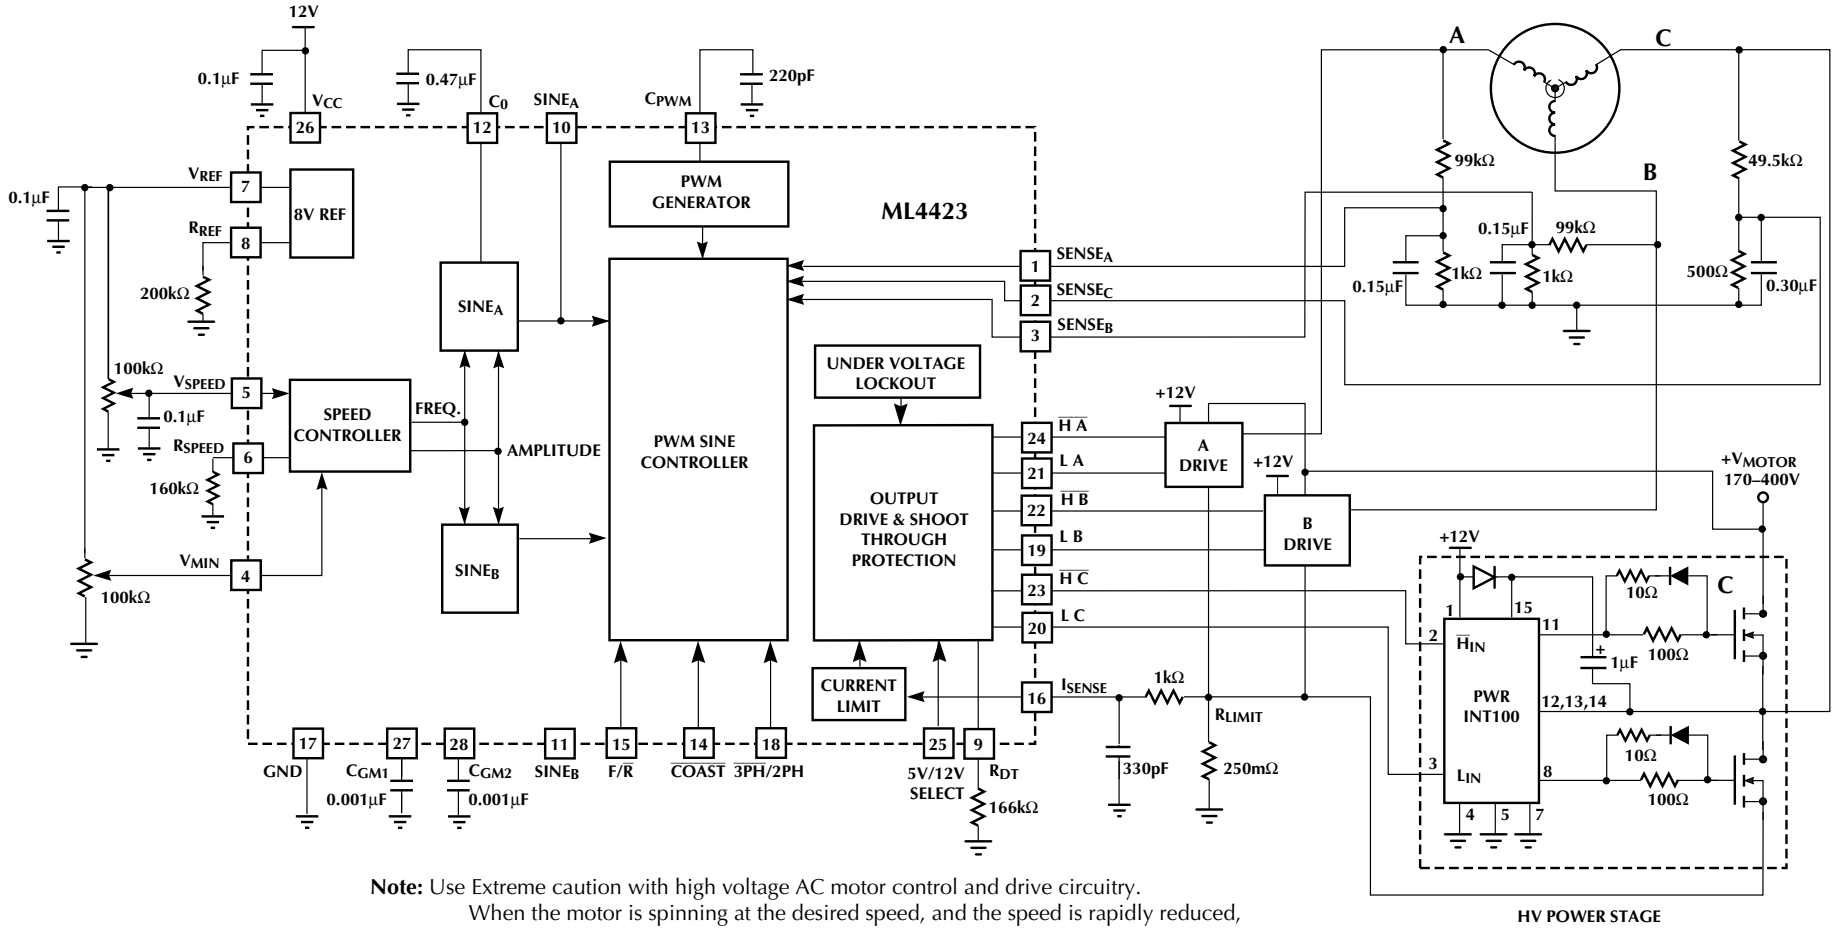 12V
0.1µF
VCC
26
0.47µF
C0
12
SINEA
10
CPWM
13
220pF
A
C
B
99kΩ
49.5kΩ
0.15µF
99kΩ
1kΩ
0.15µF
1kΩ
500Ω
0.30µF
0.1µF
VREF
7
RREF
8
8V REF
200kΩ
PWM
GENERATOR
ML4423
SINEA
1
SENSEA
2
SENSEC
3
SENSEB
100kΩ
VSPEED
5
0.1µF
RSPEED
6
160kΩ
SPEED
CONTROLLER
FREQ.
AMPLITUDE
PWM SINE
CONTROLLER
UNDER VOLTAGE
LOCKOUT
VMIN
4
100kΩ
SINEB
OUTPUT
DRIVE & SHOOT
THROUGH
PROTECTION
24
H̅ A̅
21
L A
22
H̅ B̅
19
L B
23
H̅ C̅
20
L C
+12V
A
DRIVE
+12V
B
DRIVE
+VMOTOR
170–400V
CURRENT
LIMIT
16
ISENSE
1kΩ
RLIMIT
330pF
250mΩ
17
GND
27
CGM1
0.001µF
28
CGM2
0.001µF
11
SINEB
15
F/R̅
14
C̅O̅A̅S̅T̅
18
3̅P̅H̅/2PH
25
5V/12V
SELECT
9
RDT
166kΩ
+12V
C
10Ω
1
15
11
2
H̅IN
100Ω
+
1µF
PWR
INT100
12,13,14
10Ω
3
LIN
8
100Ω
4
5
7
HV POWER STAGE
Note: Use Extreme caution with high voltage AC motor control and drive circuitry.
When the motor is spinning at the desired speed, and the speed is rapidly reduced,